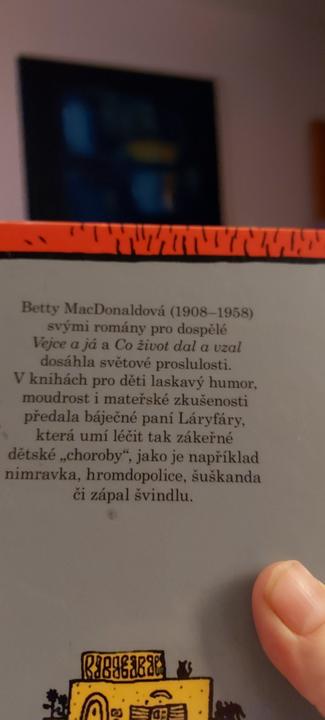 Betty MacDonaldová (1908–1958)
svými romány pro dospělé
Vejce a já a Co život dal a vzal
dosáhla světové proslulosti.
V knihách pro děti laskavý humor,
moudrost i mateřské zkušenosti
předala báječné paní Láryfáry,
která umí léčit tak zákeřné
dětské „choroby“, jako je například
nimravka, hromdopolice, šuškanda
či zápal švindlu.